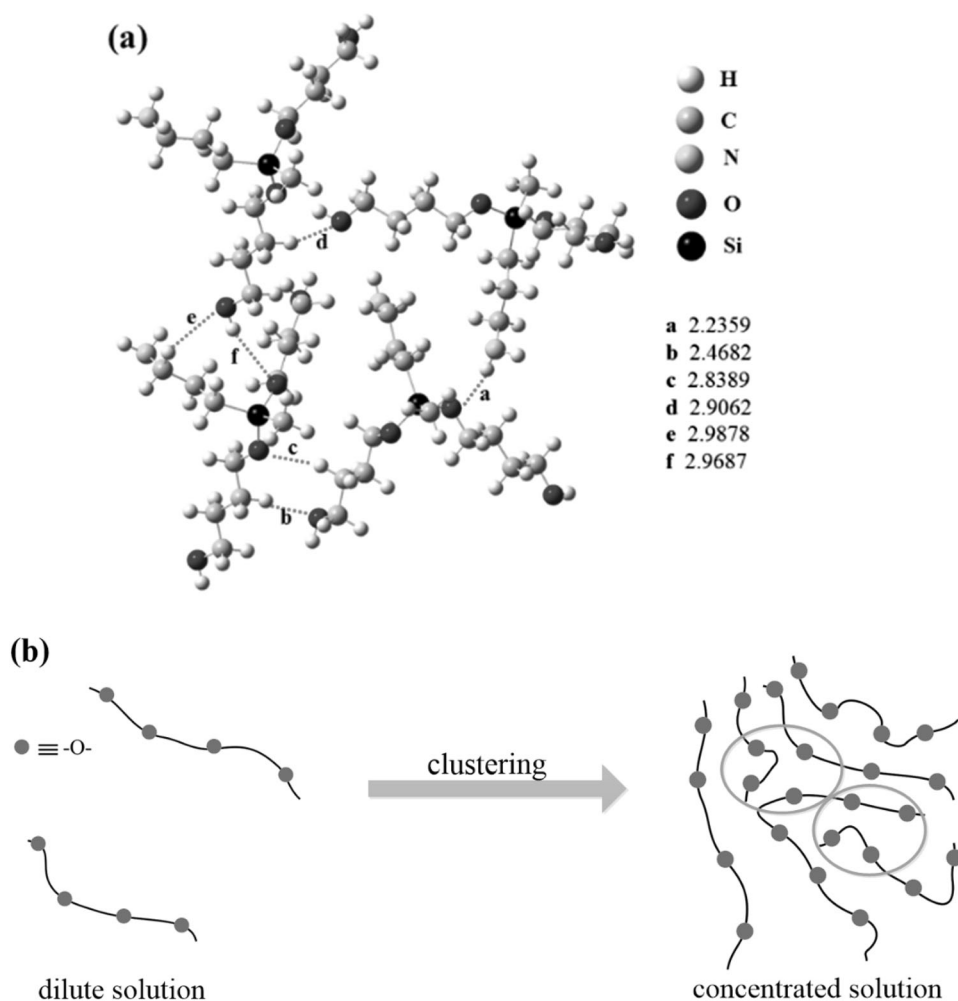 (a)
H
C
N
O
Si
d
e
f
a
c
b
a 2.2359
b 2.4682
c 2.8389
d 2.9062
e 2.9878
f 2.9687
(b)
≡ -O-
clustering
dilute solution
concentrated solution